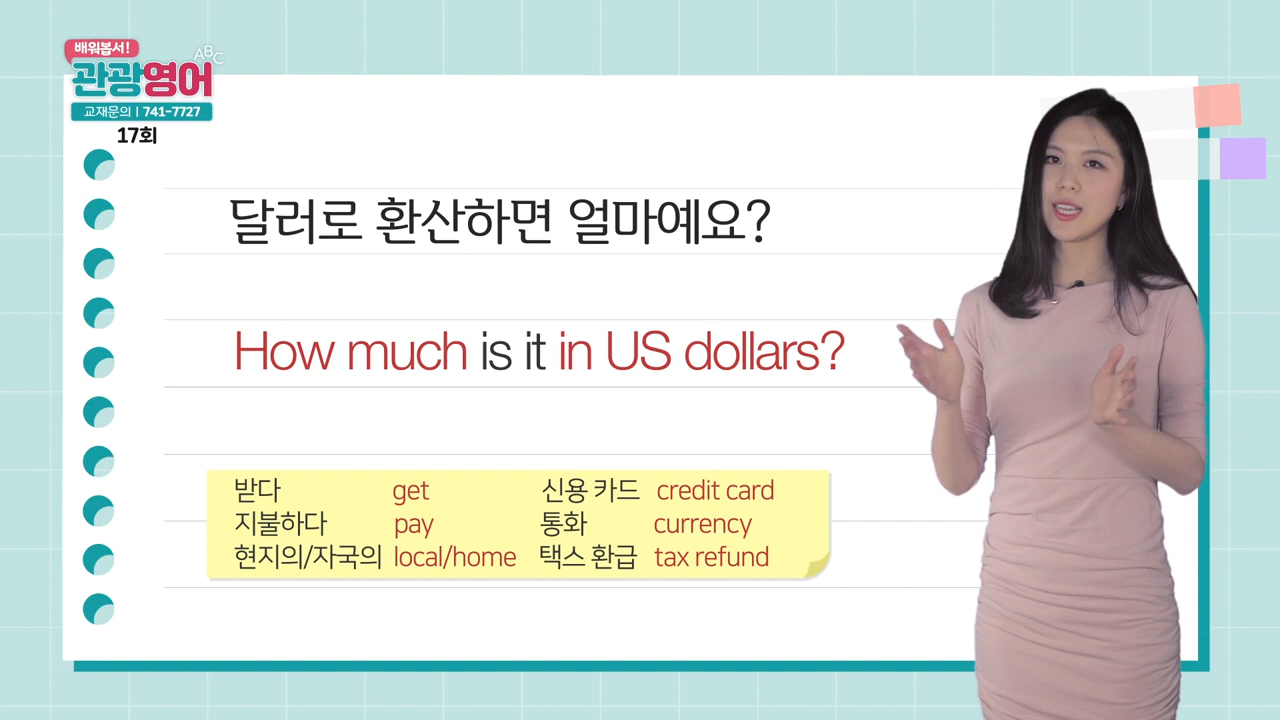 배워봅서!
ABC
관광영어
교재문의 | 741-7727
17회
달러로 환산하면 얼마예요?
How much is it in US dollars?
받다 get 신용 카드 credit card
지불하다 pay 통화 currency
현지의/자국의 local/home 택스 환급 tax refund